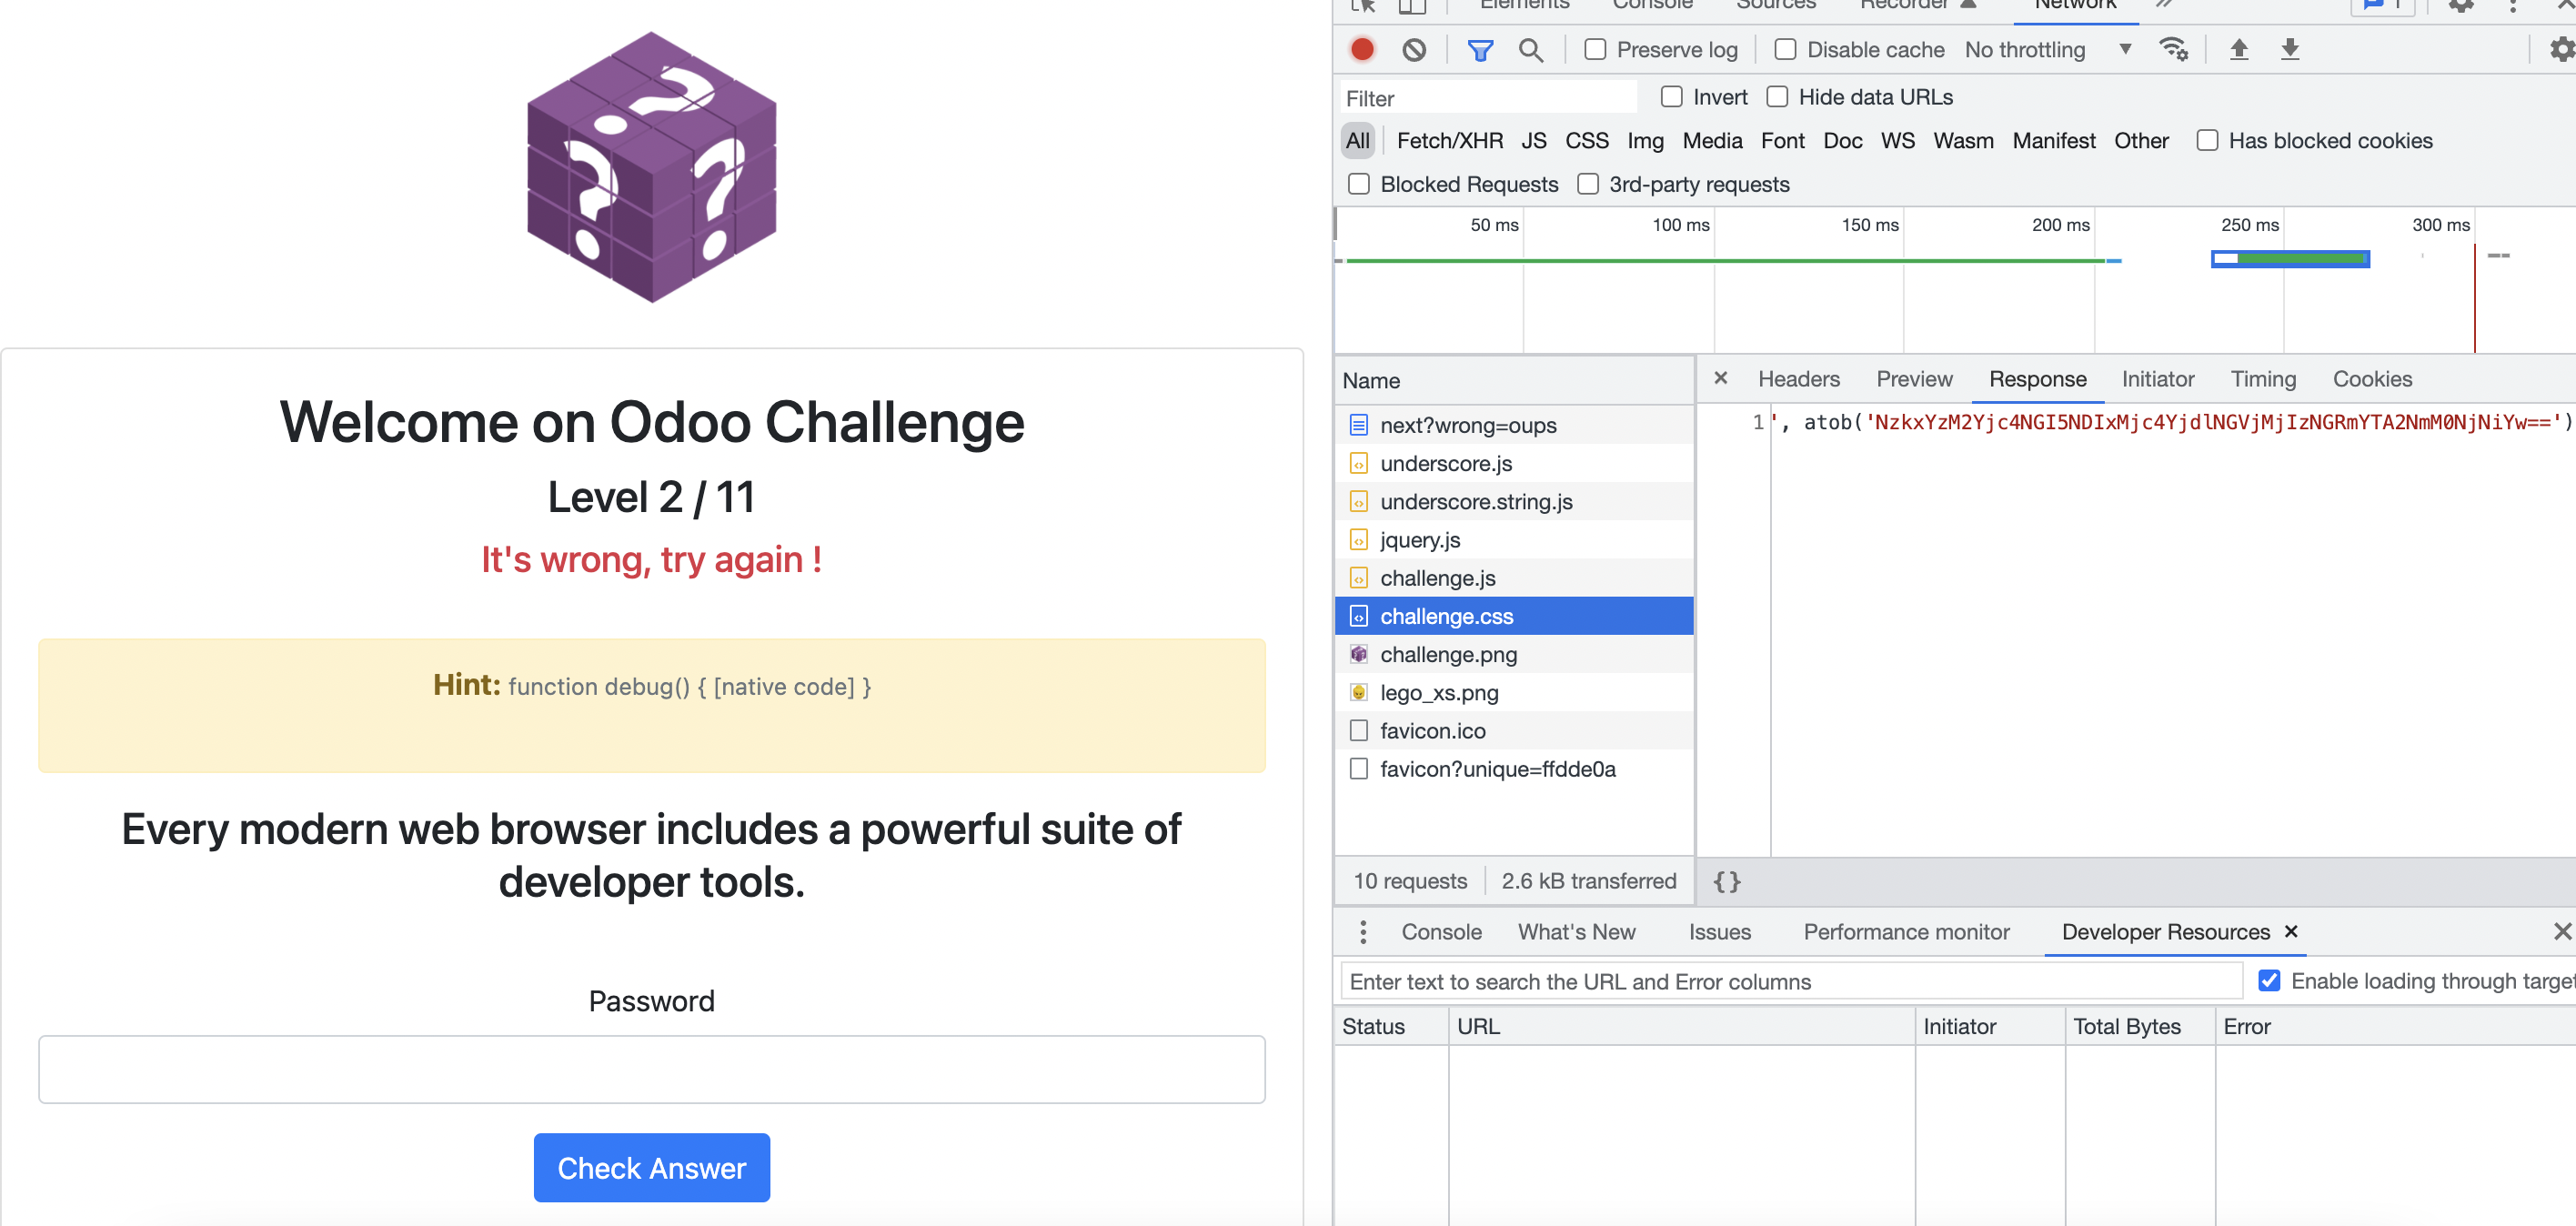 Welcome on Odoo Challenge
Level 2 / 11
It's wrong, try again !
Hint: function debug() { [native code] }
Every modern web browser includes a powerful suite of
developer tools.
Password
Check Answer
Elements Console Sources Recorder Network » 1
Preserve log Disable cache No throttling
Filter Invert Hide data URLs
All Fetch/XHR JS CSS Img Media Font Doc WS Wasm Manifest Other Has blocked cookies
Blocked Requests 3rd-party requests
50 ms 100 ms 150 ms 200 ms 250 ms 300 ms
Name
next?wrong=oups
underscore.js
underscore.string.js
jquery.js
challenge.js
challenge.css
challenge.png
lego_xs.png
favicon.ico
favicon?unique=ffdde0a
10 requests 2.6 kB transferred
× Headers Preview Response Initiator Timing Cookies
1 ', atob('NzkxYzM2Yjc4NGI5NDIxMjc4YjdlNGVjMjIzNGRmYTA2NmM0NjNiYw==')
{}
Console What's New Issues Performance monitor Developer Resources ×
Enter text to search the URL and Error columns Enable loading through target
Status URL Initiator Total Bytes Error